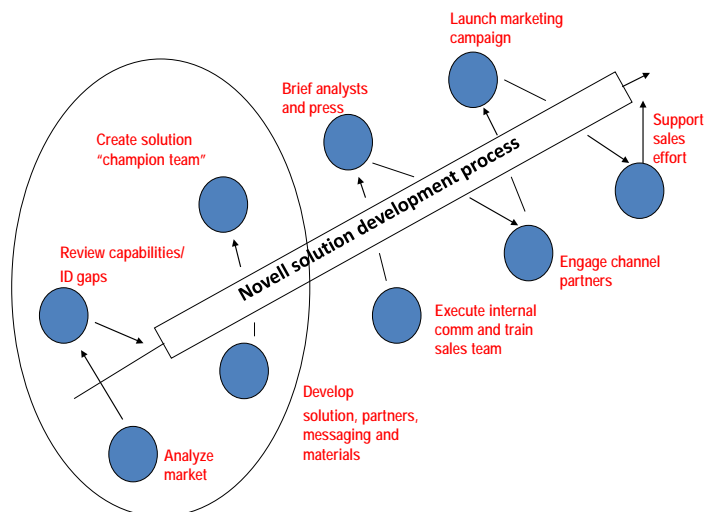 Launch marketing
campaign
Brief analysts
and press
Support
sales
effort
Create solution
“champion team”
Novell solution development process
Review capabilities/
ID gaps
Engage channel
partners
Execute internal
comm and train
sales team
Develop
solution, partners,
messaging and
materials
Analyze
market